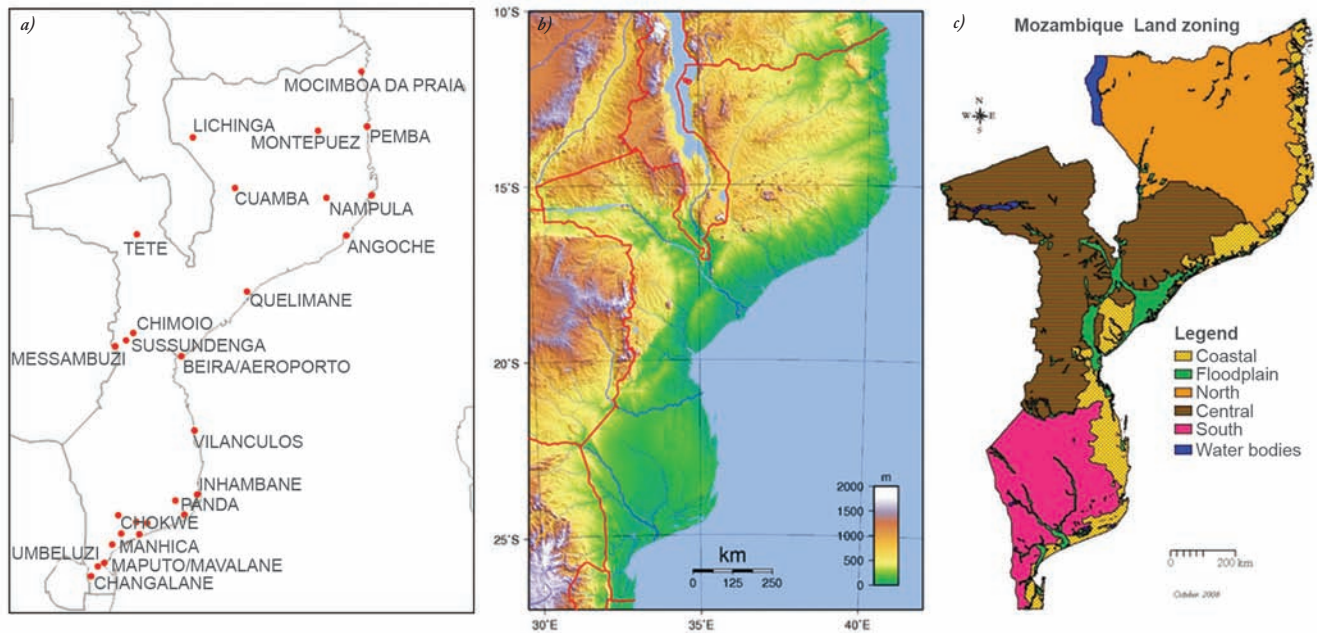 a)
MOCIMBOA DA PRAIA
LICHINGA
MONTEPUEZ
PEMBA
CUAMBA
NAMPULA
TETE
ANGOCHE
QUELIMANE
CHIMOIO
SUSSUNDENGA
MESSAMBUZI
BEIRA/AEROPORTO
VILANCULOS
INHAMBANE
PANDA
CHOKWE
UMBELUZI
MANHICA
MAPUTO/MAVALANE
CHANGALANE
b)
10°S
15°S
20°S
25°S
30°E
35°E
40°E
km
0 125 250
m
2000
1500
1000
500
0
c)
Mozambique Land zoning
N
W E
S
Legend
Coastal
Floodplain
North
Central
South
Water bodies
0 200 km
October 2008